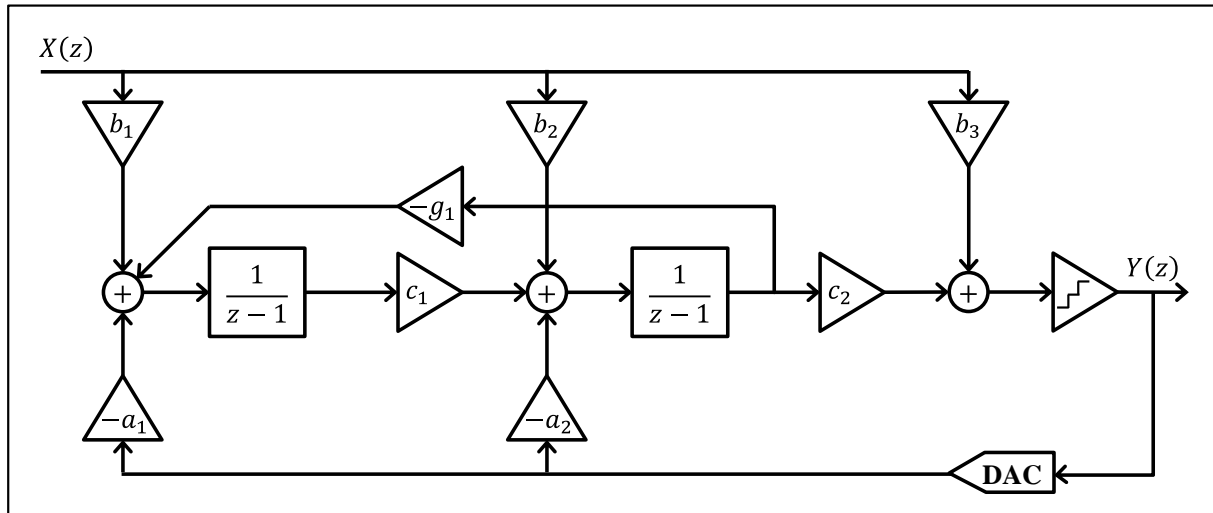 X(z)
b₁
b₂
b₃
−g₁
+
1
z − 1
c₁
+
1
z − 1
c₂
+
Y(z)
−a₁
−a₂
DAC